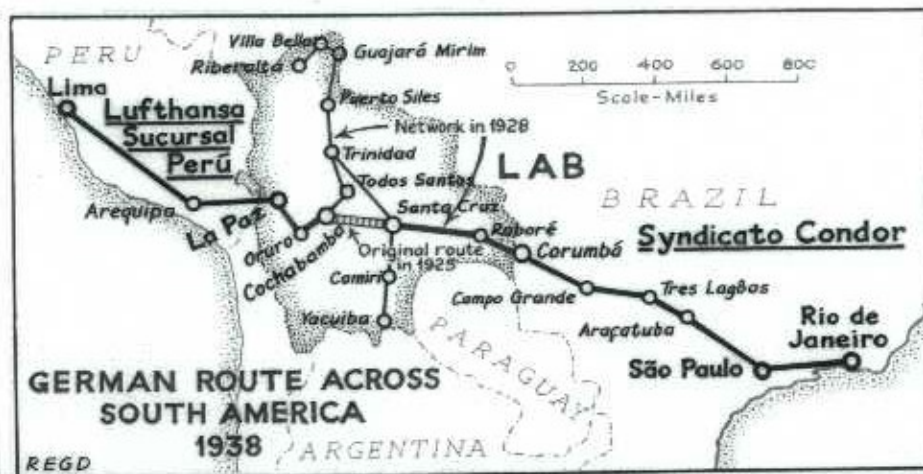 PERU
Villa Bella
Guajará Mirim
Riberaltá
0 200 400 600 800
Scale-Miles
Lima
Lufthansa
Sucursal
Perú
Puerto Siles
Network in 1928
Trinidad
LAB
Todos Santos
BRAZIL
Arequipa
La Paz
Santa Cruz
Roboré
Corumbá
Syndicato Condor
Oruro
Cochabamba
Original route
in 1925
Camiri
Campo Grande
Tres Lagôas
Yacuiba
Araçatuba
Rio de
Janeiro
PARAGUAY
São Paulo
GERMAN ROUTE ACROSS
SOUTH AMERICA
1938
ARGENTINA
REGD